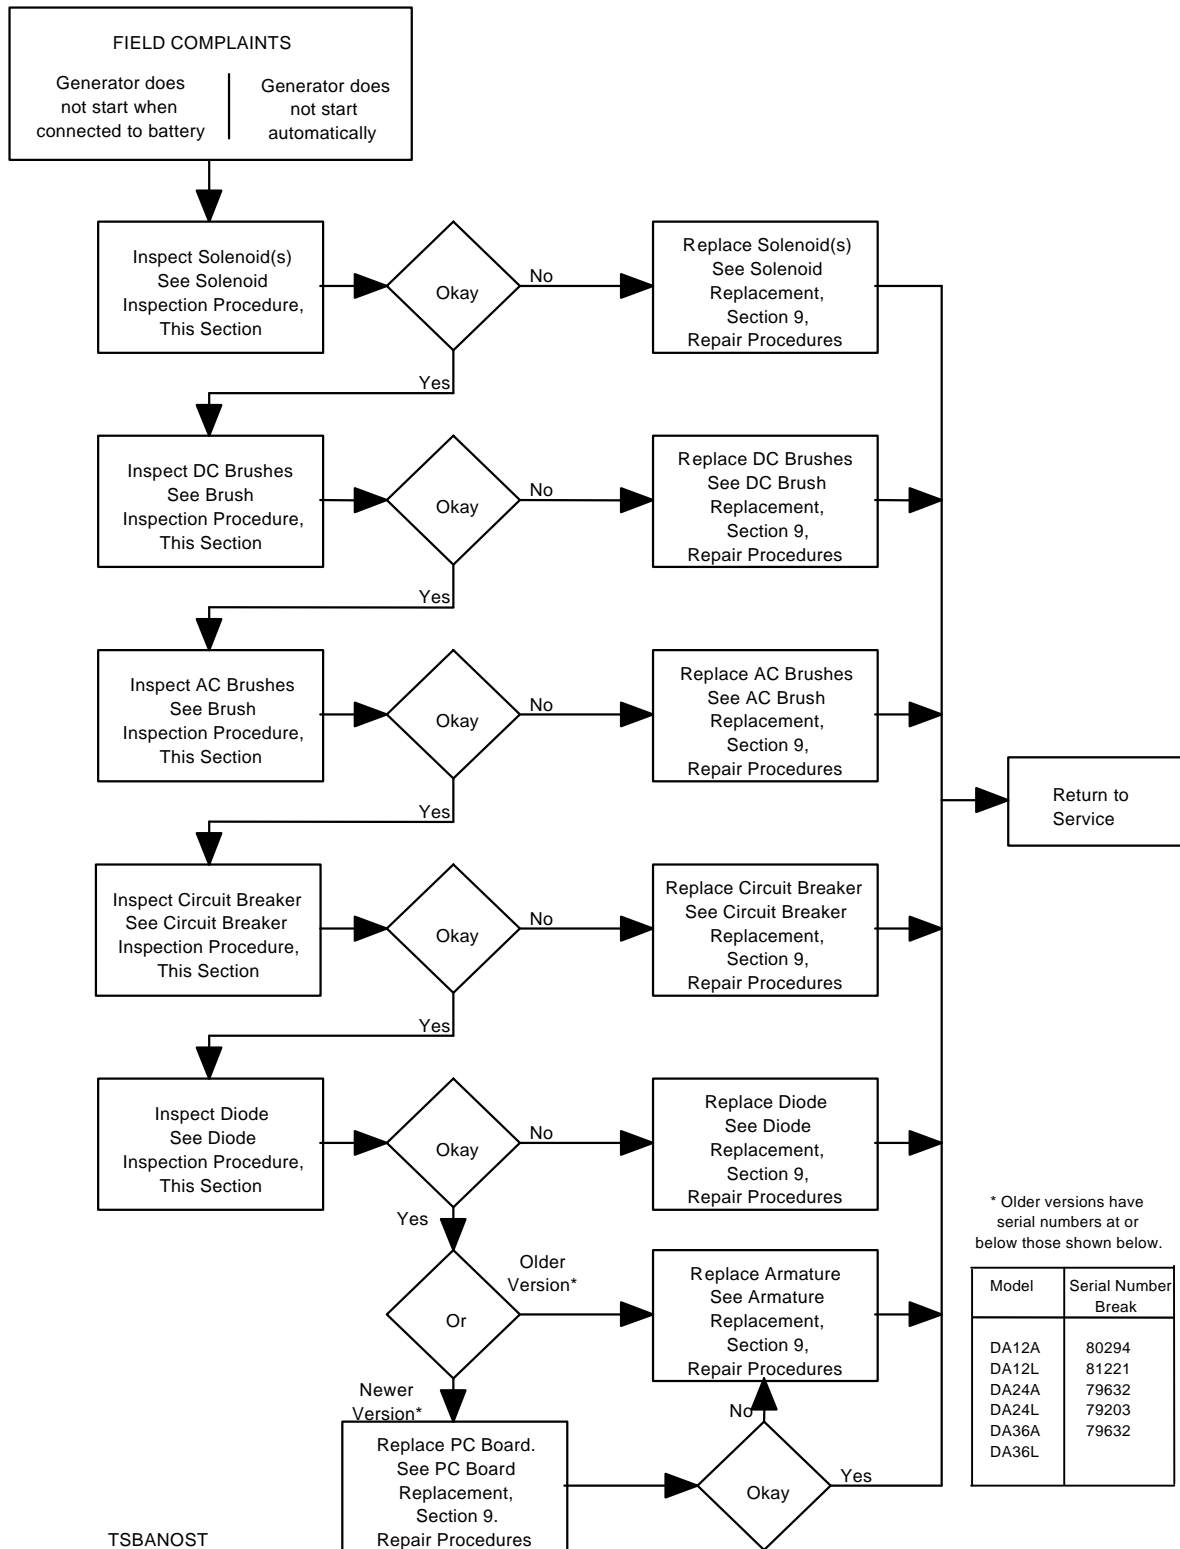 FIELD COMPLAINTS
Generator does
not start when
connected to battery
Generator does
not start
automatically
Inspect Solenoid(s)
See Solenoid
Inspection Procedure,
This Section
Okay
No
Replace Solenoid(s)
See Solenoid
Replacement,
Section 9,
Repair Procedures
Yes
Inspect DC Brushes
See Brush
Inspection Procedure,
This Section
Okay
No
Replace DC Brushes
See DC Brush
Replacement,
Section 9,
Repair Procedures
Yes
Inspect AC Brushes
See Brush
Inspection Procedure,
This Section
Okay
No
Replace AC Brushes
See AC Brush
Replacement,
Section 9,
Repair Procedures
Yes
Return to
Service
Inspect Circuit Breaker
See Circuit Breaker
Inspection Procedure,
This Section
Okay
No
Replace Circuit Breaker
See Circuit Breaker
Replacement,
Section 9,
Repair Procedures
Yes
Inspect Diode
See Diode
Inspection Procedure,
This Section
Okay
No
Replace Diode
See Diode
Replacement,
Section 9,
Repair Procedures
Yes
Or
Older
Version*
Replace Armature
See Armature
Replacement,
Section 9,
Repair Procedures
Newer
Version*
Replace PC Board.
See PC Board
Replacement,
Section 9.
Repair Procedures
No
Okay
Yes
* Older versions have
serial numbers at or
below those shown below.
Model Serial Number
Break
DA12A 80294
DA12L 81221
DA24A 79632
DA24L 79203
DA36A 79632
DA36L
TSBANOST